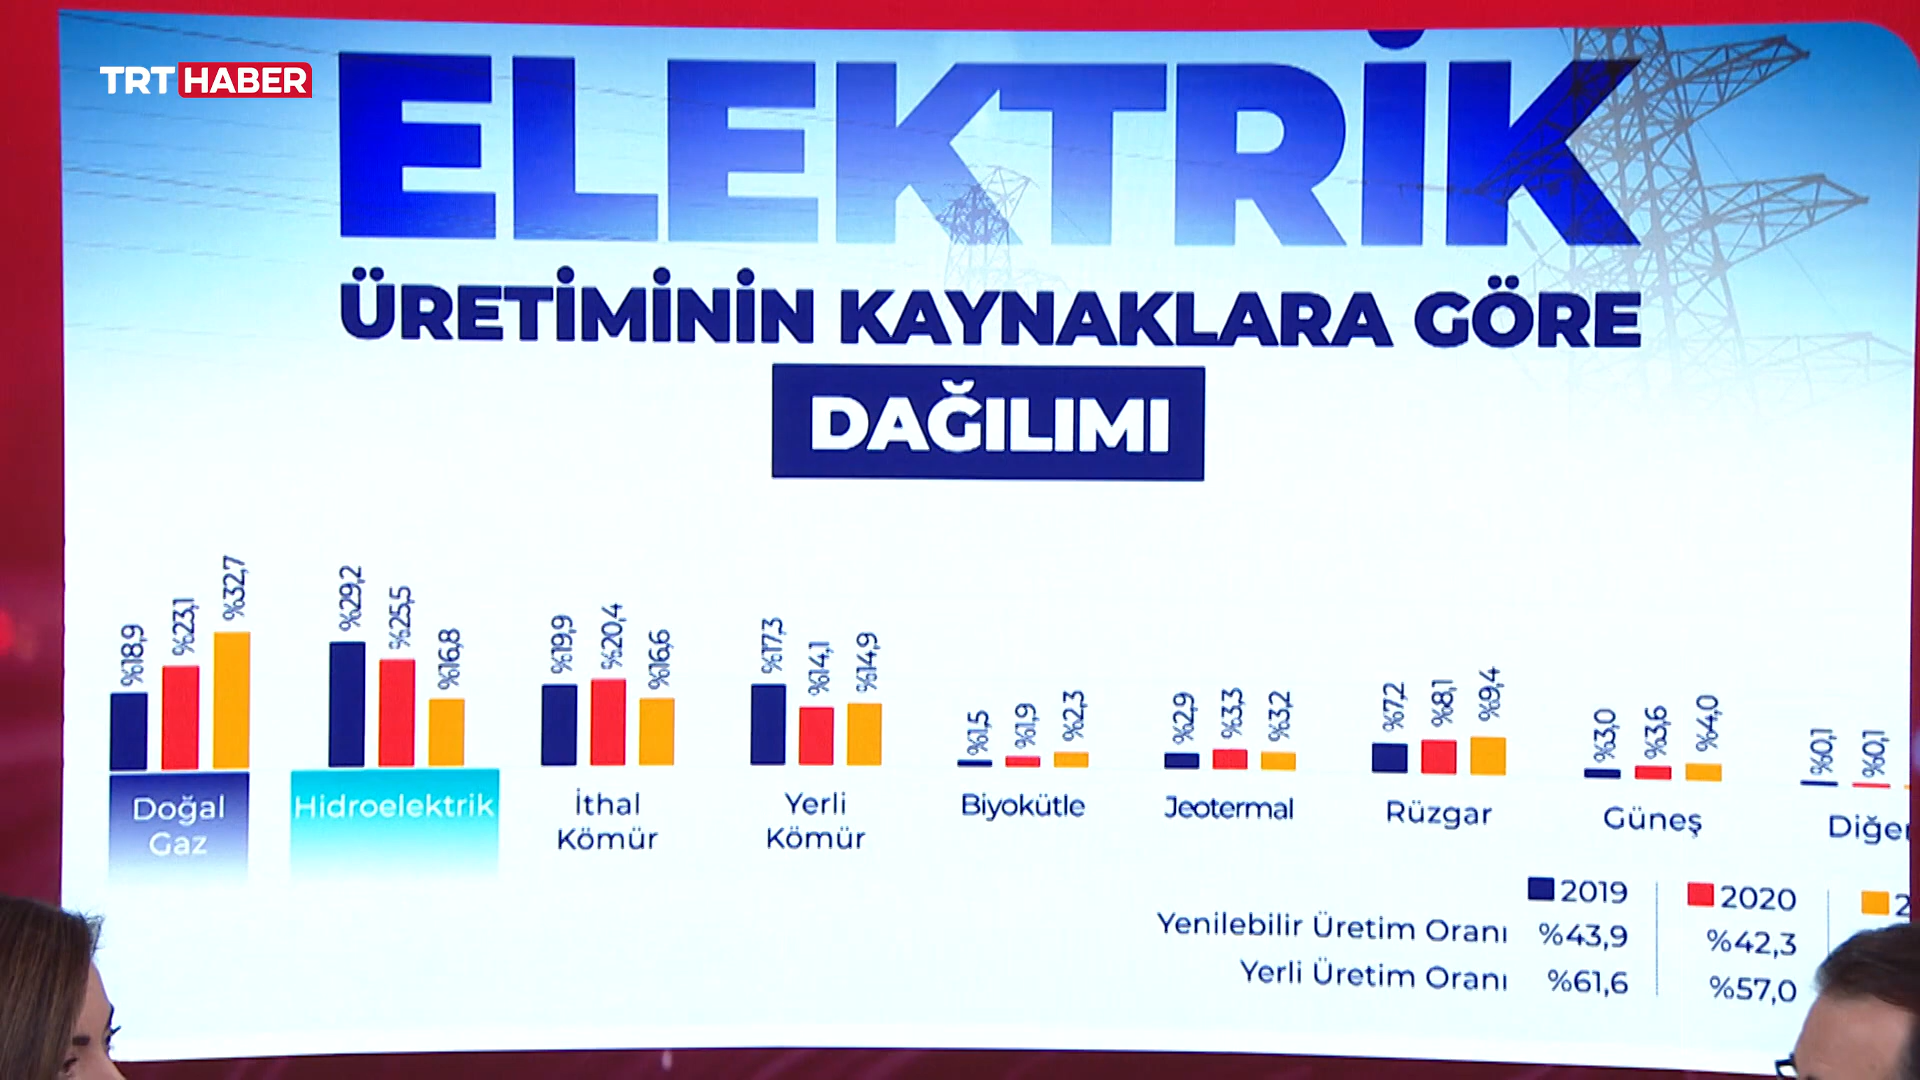 TRT HABER
ELEKTRİK
ÜRETİMİNİN KAYNAKLARA GÖRE
DAĞILIMI
%18,9 %23,1 %32,7
%29,2 %25,5 %16,8
%19,9 %20,4 %16,6
%17,3 %14,1 %14,9
%1,5 %1,9 %2,3
%2,9 %3,3 %3,2
%7,2 %8,1 %9,4
%3,0 %3,6 %4,0
%0,1 %0,1
Doğal
Gaz
Hidroelektrik
İthal
Kömür
Yerli
Kömür
Biyokütle
Jeotermal
Rüzgar
Güneş
2019 2020
Yenilebilir Üretim Oranı %43,9 %42,3
Yerli Üretim Oranı %61,6 %57,0